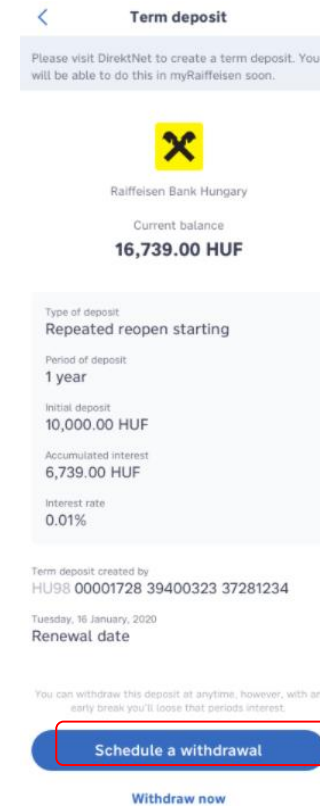 Term deposit
Please visit DirektNet to create a term deposit. You
will be able to do this in myRaiffeisen soon.
Raiffeisen Bank Hungary
Current balance
16,739.00 HUF
Type of deposit
Repeated reopen starting
Period of deposit
1 year
Initial deposit
10,000.00 HUF
Accumulated interest
6,739.00 HUF
Interest rate
0.01%
Term deposit created by
HU98 00001728 39400323 37281234
Tuesday, 16 January, 2020
Renewal date
You can withdraw this deposit at anytime, however, with an
early break you'll loose that periods interest.
Schedule a withdrawal
Withdraw now